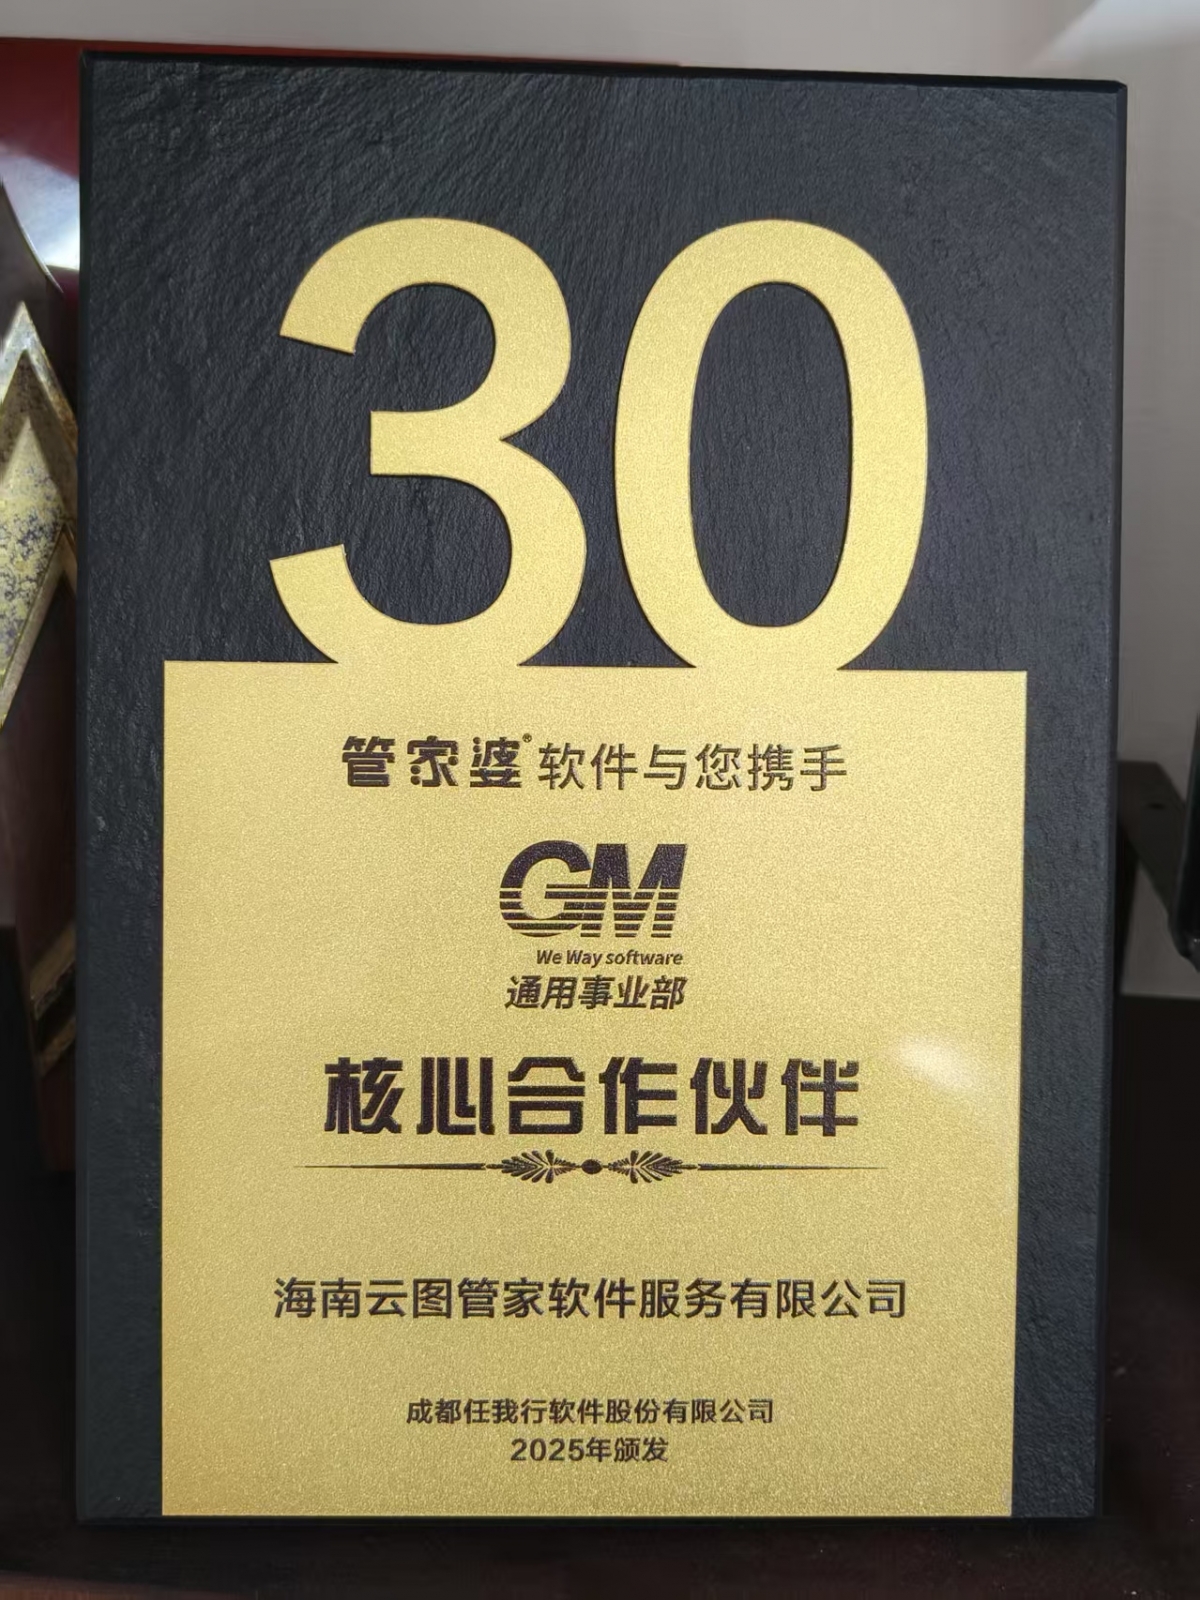 30
管家婆®软件与您携手
GM
We Way software
通用事业部
核心合作伙伴
海南云图管家软件服务有限公司
成都任我行软件股份有限公司
2025年颁发